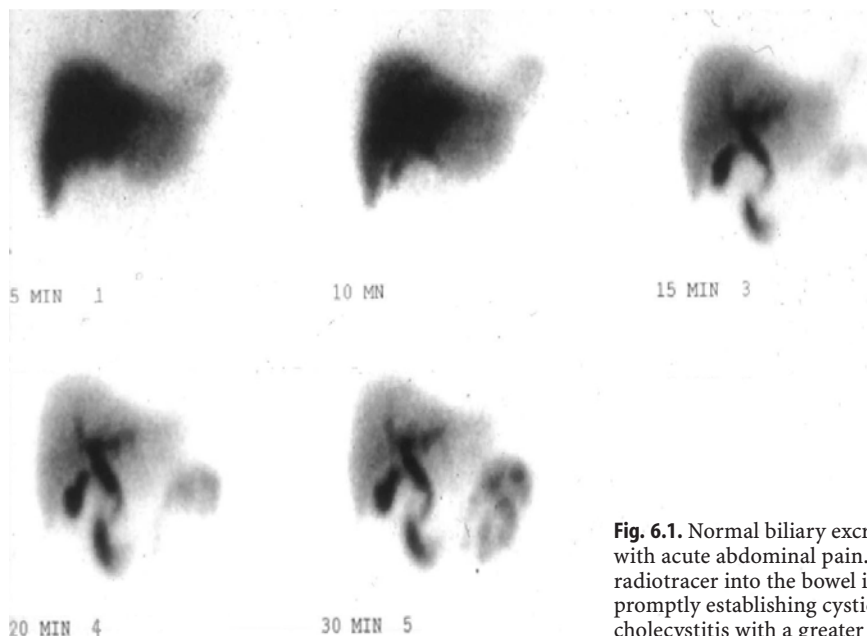 5 MIN 1
10 MN
15 MIN 3
20 MIN 4
30 MIN 5
Fig. 6.1. Normal biliary excr
with acute abdominal pain.
radiotracer into the bowel i
promptly establishing cysti
cholecystitis with a greater